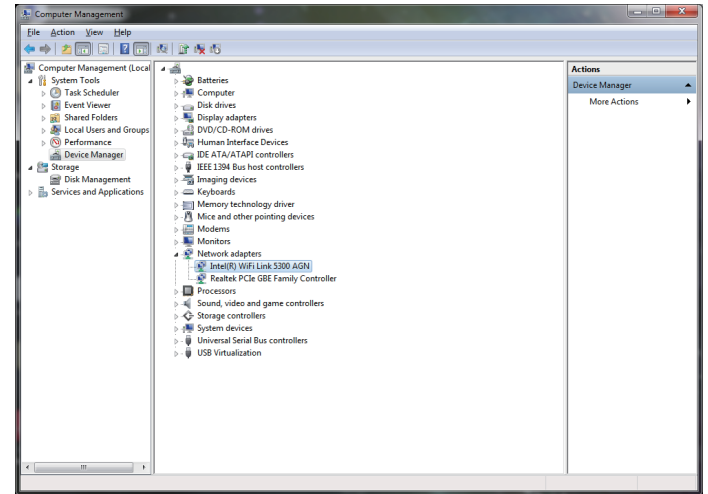 Computer Management
File Action View Help
Computer Management (Local
System Tools
Task Scheduler
Event Viewer
Shared Folders
Local Users and Groups
Performance
Device Manager
Storage
Disk Management
Services and Applications
Batteries
Computer
Disk drives
Display adapters
DVD/CD-ROM drives
Human Interface Devices
IDE ATA/ATAPI controllers
IEEE 1394 Bus host controllers
Imaging devices
Keyboards
Memory technology driver
Mice and other pointing devices
Modems
Monitors
Network adapters
Intel(R) WiFi Link 5300 AGN
Realtek PCIe GBE Family Controller
Processors
Sound, video and game controllers
Storage controllers
System devices
Universal Serial Bus controllers
USB Virtualization
Actions
Device Manager
More Actions